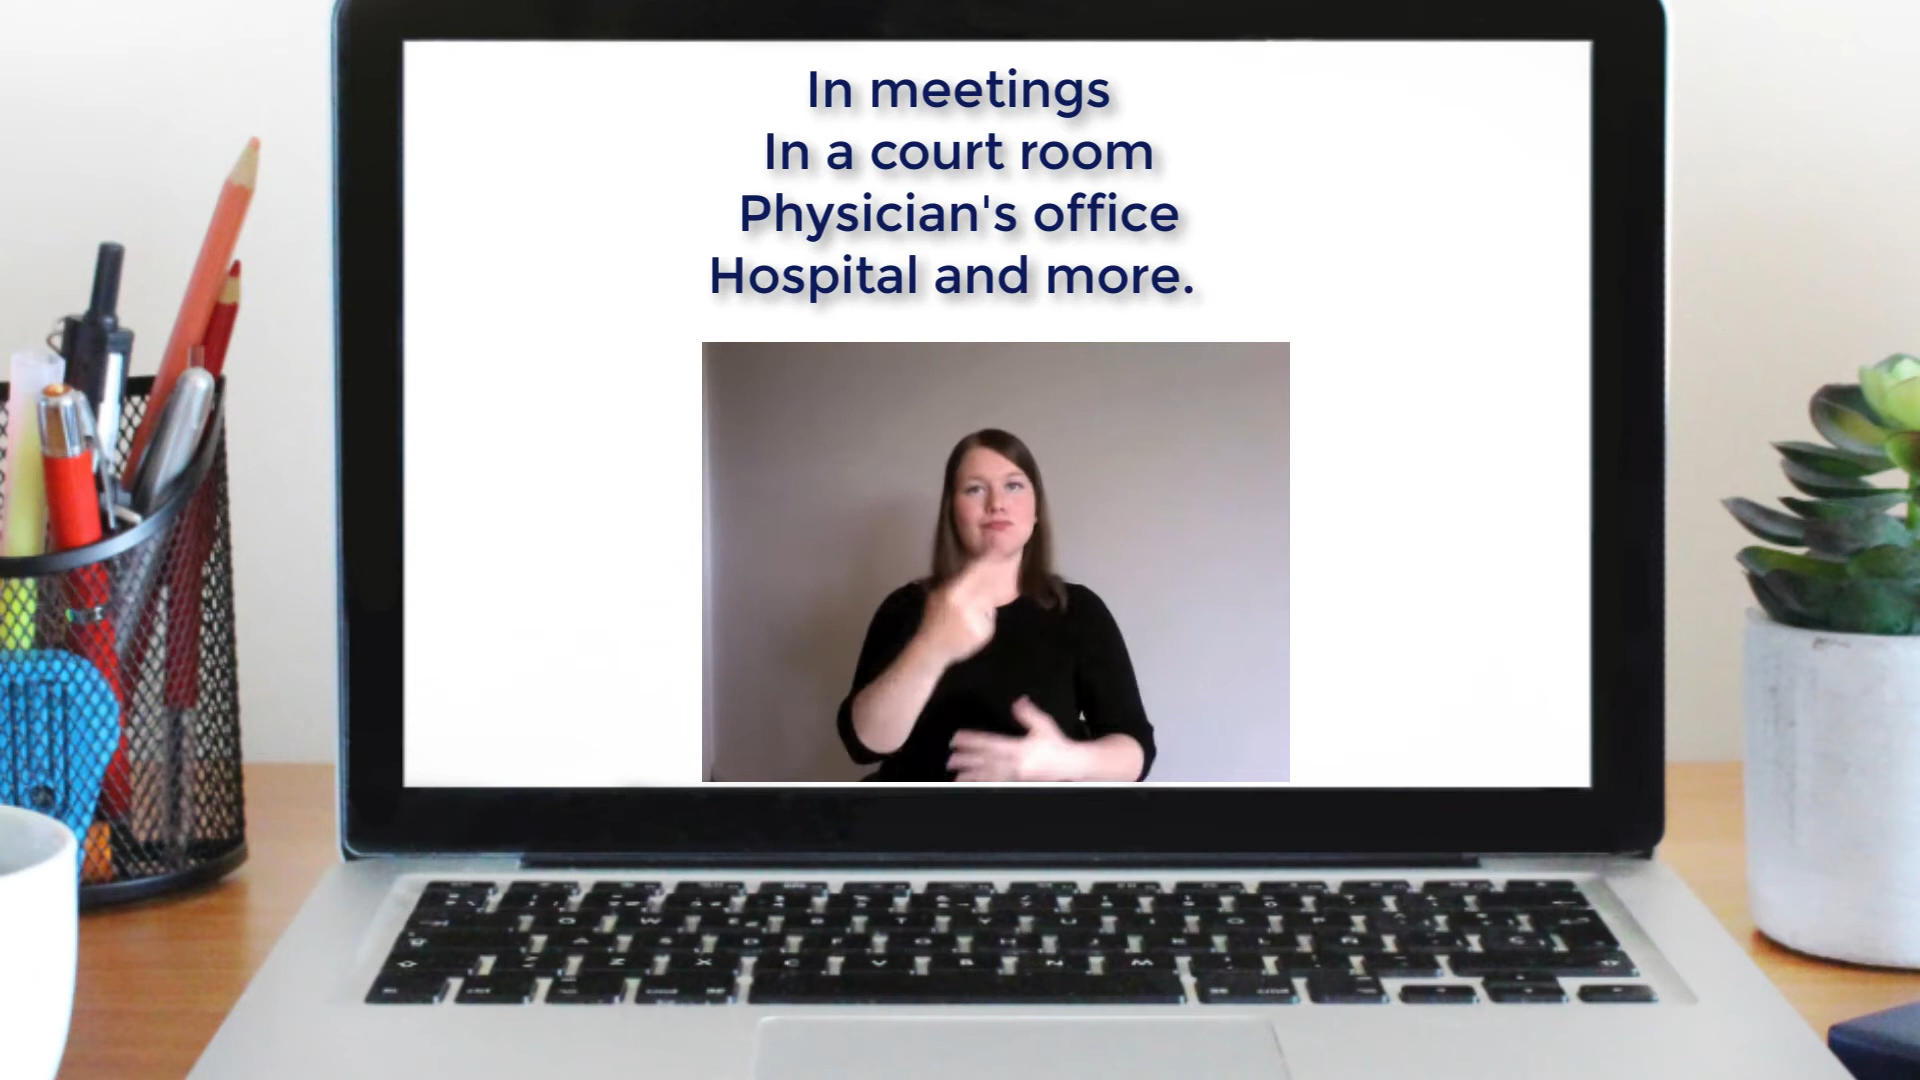 In meetings
In a court room
Physician's office
Hospital and more.